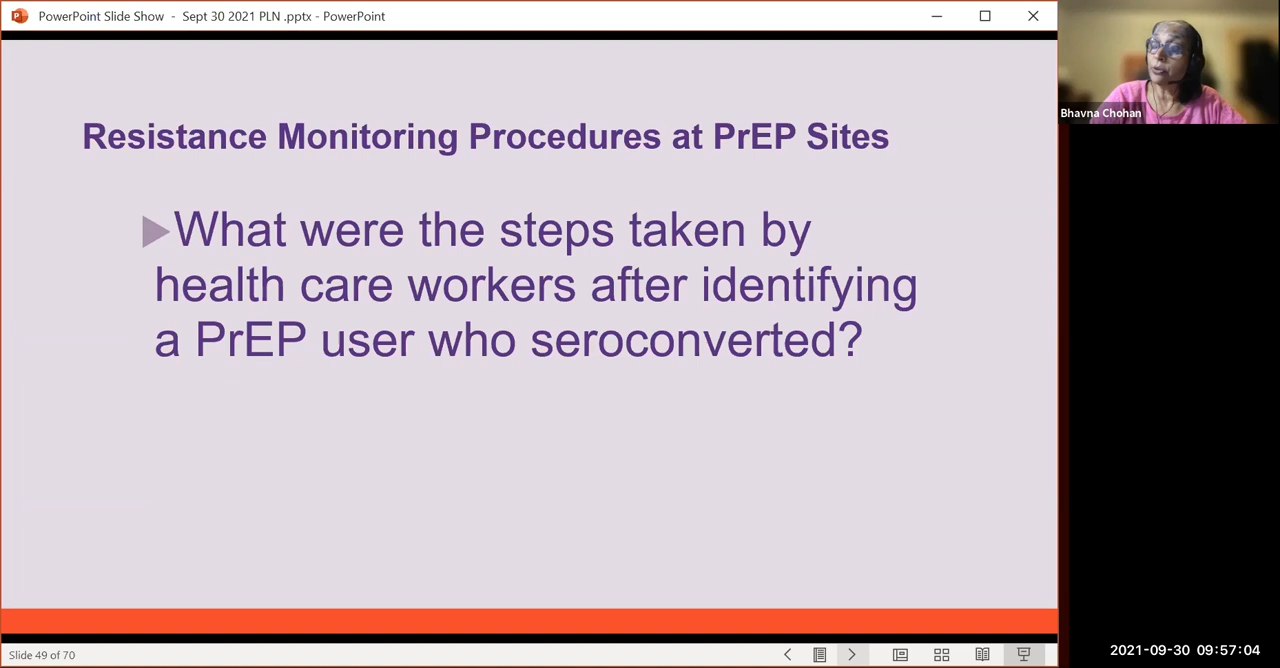 PowerPoint Slide Show - Sept 30 2021 PLN .pptx - PowerPoint
Bhavna Chohan
Resistance Monitoring Procedures at PrEP Sites
What were the steps taken by
health care workers after identifying
a PrEP user who seroconverted?
Slide 49 of 70
2021-09-30 09:57:04